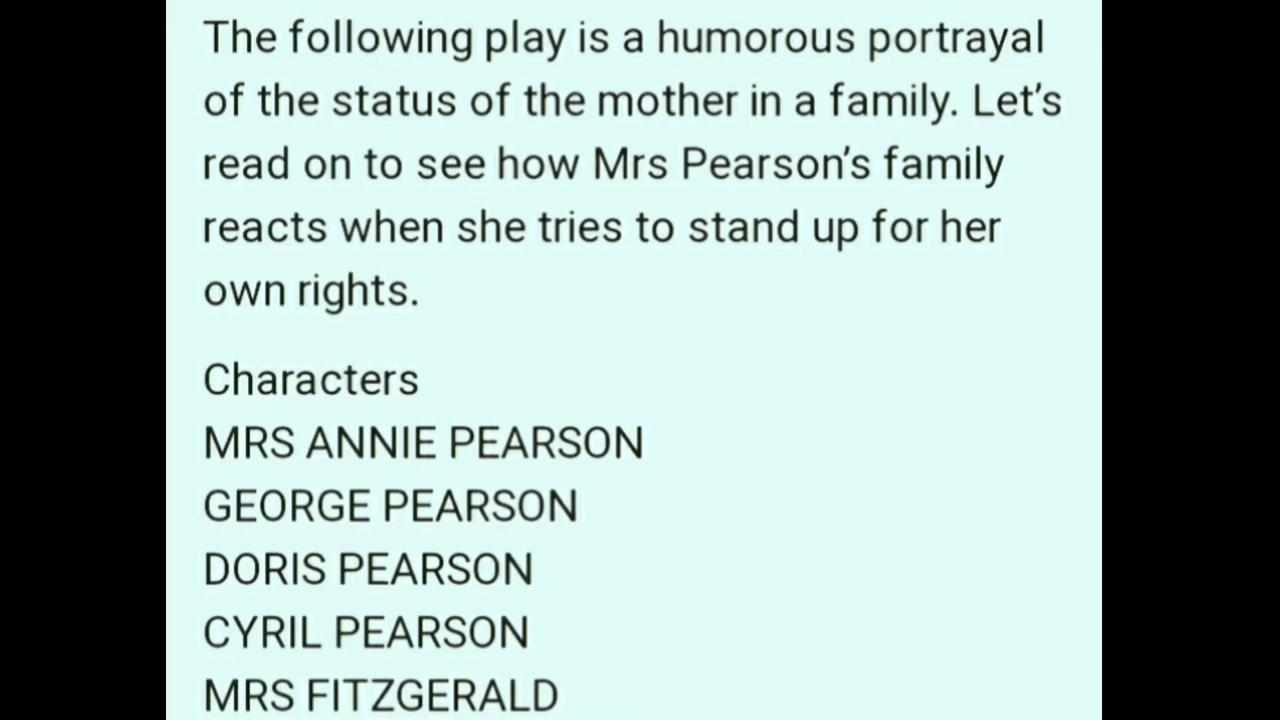 The following play is a humorous portrayal
of the status of the mother in a family. Let's
read on to see how Mrs Pearson's family
reacts when she tries to stand up for her
own rights.
Characters
MRS ANNIE PEARSON
GEORGE PEARSON
DORIS PEARSON
CYRIL PEARSON
MRS FITZGERALD